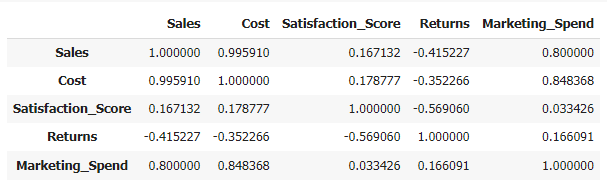 Sales Cost Satisfaction_Score Returns Marketing_Spend
Sales 1.000000 0.995910 0.167132 -0.415227 0.800000
Cost 0.995910 1.000000 0.178777 -0.352266 0.848368
Satisfaction_Score 0.167132 0.178777 1.000000 -0.569060 0.033426
Returns -0.415227 -0.352266 -0.569060 1.000000 0.166091
Marketing_Spend 0.800000 0.848368 0.033426 0.166091 1.000000